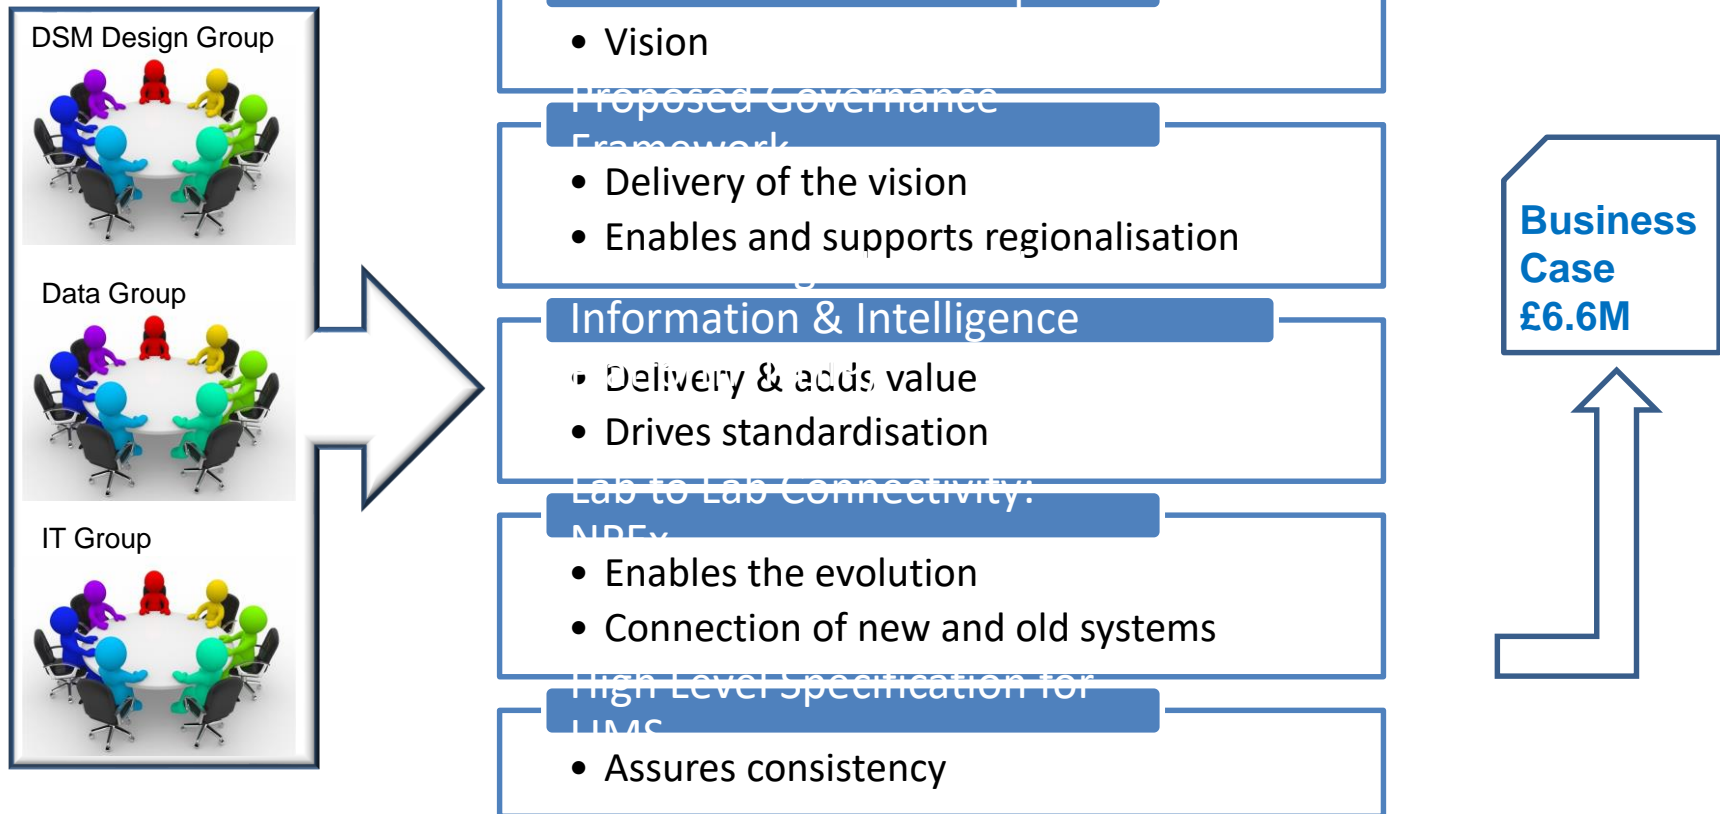 DSM Design Group
Data Group
IT Group
• Vision
Proposed Governance
Framework
• Delivery of the vision
• Enables and supports regionalisation
Information & Intelligence
• Delivery & adds value
• Drives standardisation
Lab to Lab Connectivity:
NPEx
• Enables the evolution
• Connection of new and old systems
High Level Specification for
LIMS
• Assures consistency
Business
Case
£6.6M